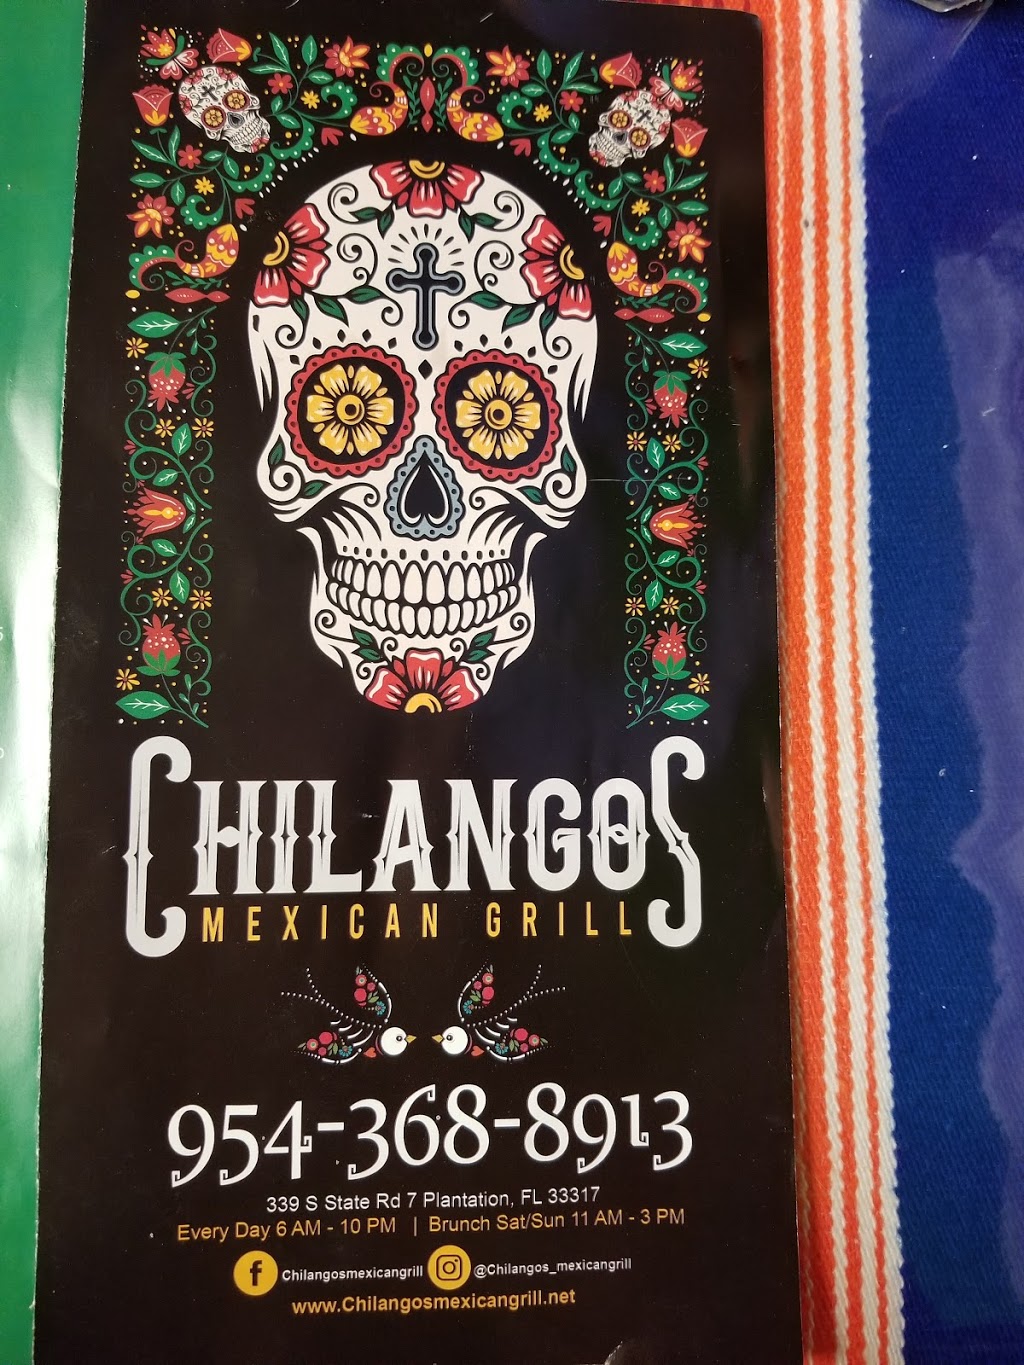 CHILANGOS
MEXICAN GRILL
954-368-8913
339 S State Rd 7 Plantation, FL 33317
Every Day 6 AM - 10 PM | Brunch Sat/Sun 11 AM - 3 PM
f Chilangosmexicangrill @Chilangos_mexicangrill
www.Chilangosmexicangrill.net